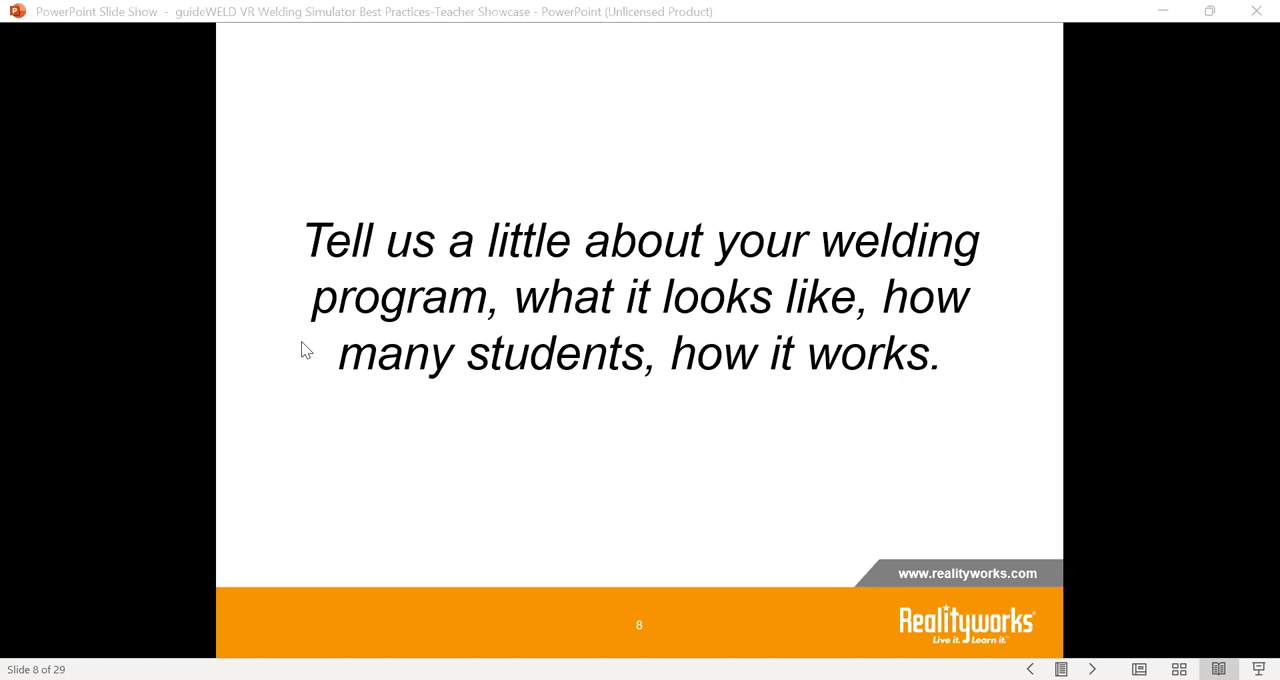 PowerPoint Slide Show - guideWELD VR Welding Simulator Best Practices-Teacher Showcase - PowerPoint (Unlicensed Product)
Tell us a little about your welding
program, what it looks like, how
many students, how it works.
www.realityworks.com
8
Realityworks
Live it. Learn it.™
Slide 8 of 29